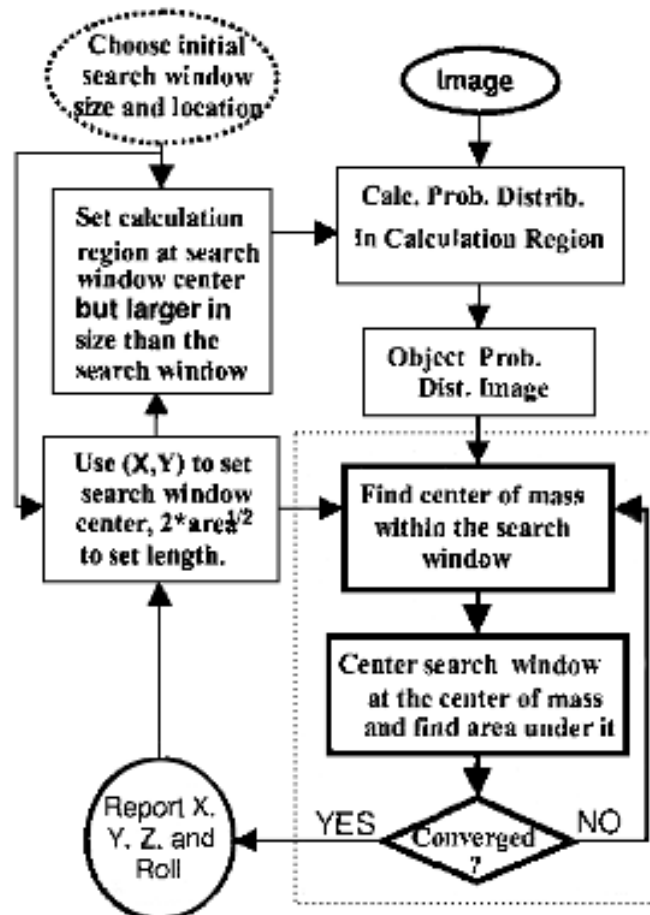 Choose initial
search window
size and location
Image
Set calculation
region at search
window center
but larger in
size than the
search window
Calc. Prob. Distrib.
In Calculation Region
Object Prob.
Dist. Image
Use (X,Y) to set
search window
center, 2*area^1/2
to set length.
Find center of mass
within the search
window
Center search window
at the center of mass
and find area under it
Converged
?
YES
NO
Report X.
Y. Z. and
Roll